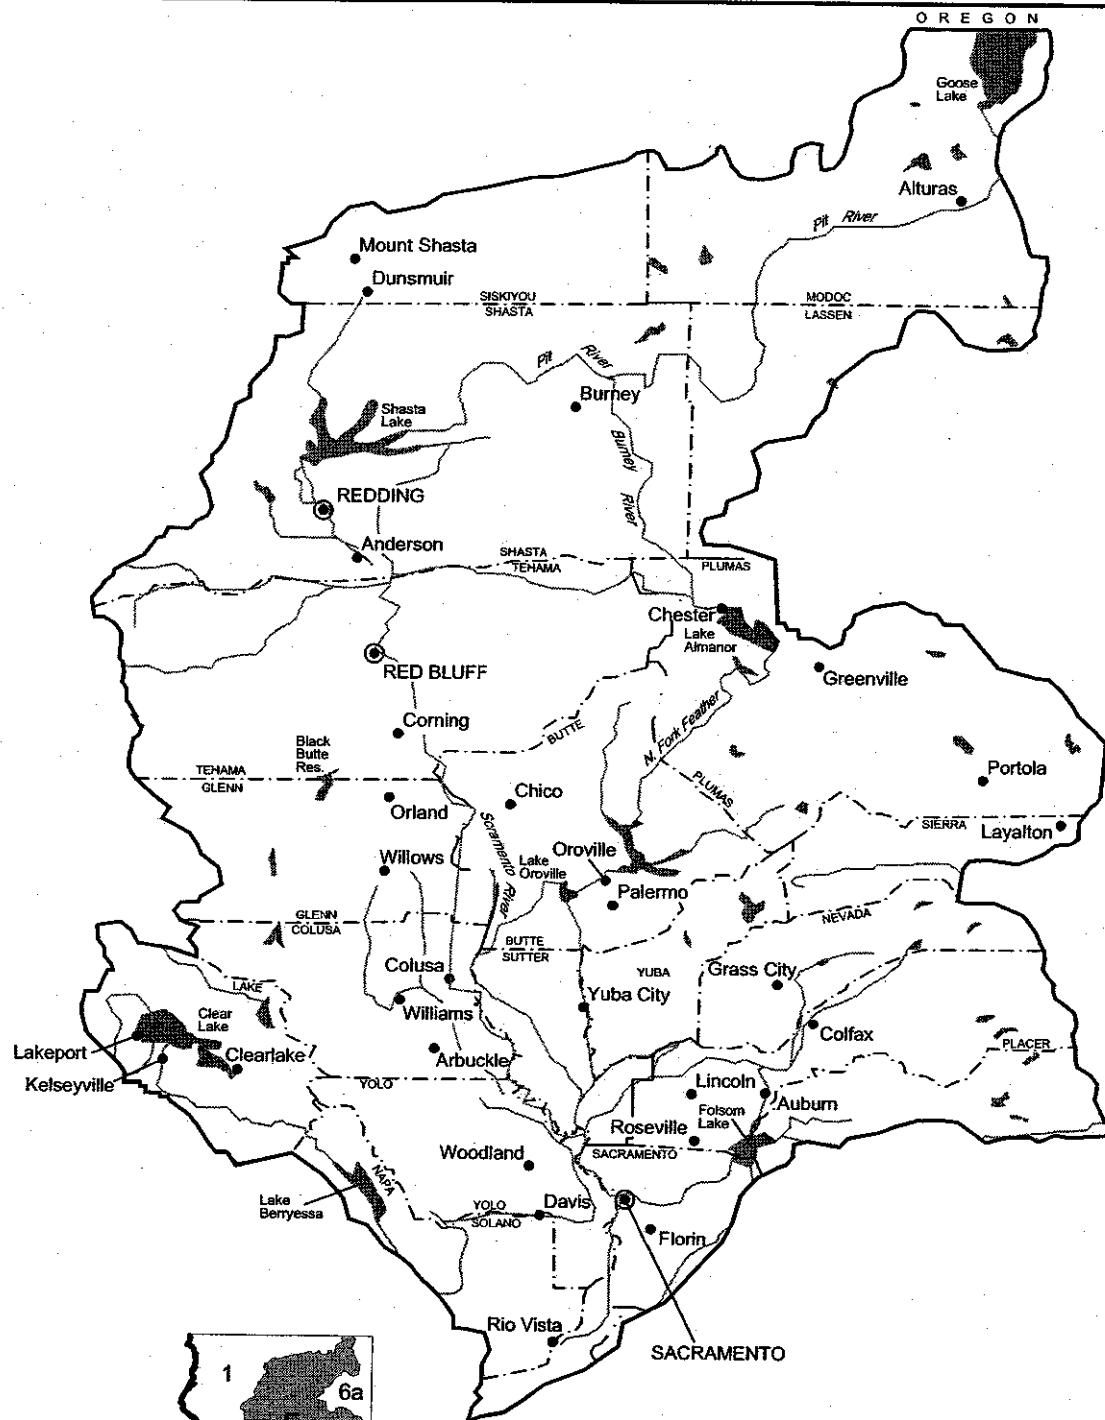 OREGON
Goose
Lake
Alturas
Pit River
Mount Shasta
Dunsmuir
SISKIYOU
SHASTA
MODOC
LASSEN
Pit River
Burney
Shasta
Lake
Burney River
REDDING
Anderson
SHASTA
TEHAMA
PLUMAS
Chester
Lake
Almanor
RED BLUFF
Greenville
Corning
BUTTE
N. Fork Feather
Black
Butte
Res.
TEHAMA
GLENN
Orland
Chico
PLUMAS
Portola
SIERRA
Layalton
Scramento River
Willows
Lake
Oroville
Oroville
Palermo
GLENN
COLUSA
NEVADA
BUTTE
SUTTER
YUBA
Colusa
Grass City
LAKE
Yuba City
Williams
Clear
Lake
Colfax
Lakeport
Clearlake
Arbuckle
PLACER
Kelseyville
YOLO
Lincoln
Auburn
Folsom
Lake
Roseville
SACRAMENTO
Woodland
NAPA
Lake
Berryessa
YOLO
SOLANO
Davis
Florin
Rio Vista
SACRAMENTO
1
6a